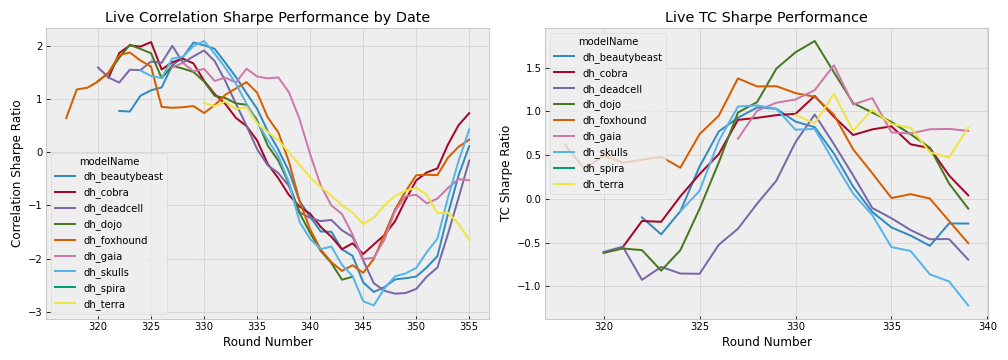 Live Correlation Sharpe Performance by Date
Correlation Sharpe Ratio
2
1
0
−1
−2
−3
modelName
dh_beautybeast
dh_cobra
dh_deadcell
dh_dojo
dh_foxhound
dh_gaia
dh_skulls
dh_spira
dh_terra
320
325
330
335
340
345
350
355
Round Number
Live TC Sharpe Performance
TC Sharpe Ratio
1.5
1.0
0.5
0.0
−0.5
−1.0
modelName
dh_beautybeast
dh_cobra
dh_deadcell
dh_dojo
dh_foxhound
dh_gaia
dh_skulls
dh_spira
dh_terra
320
325
330
335
340
Round Number